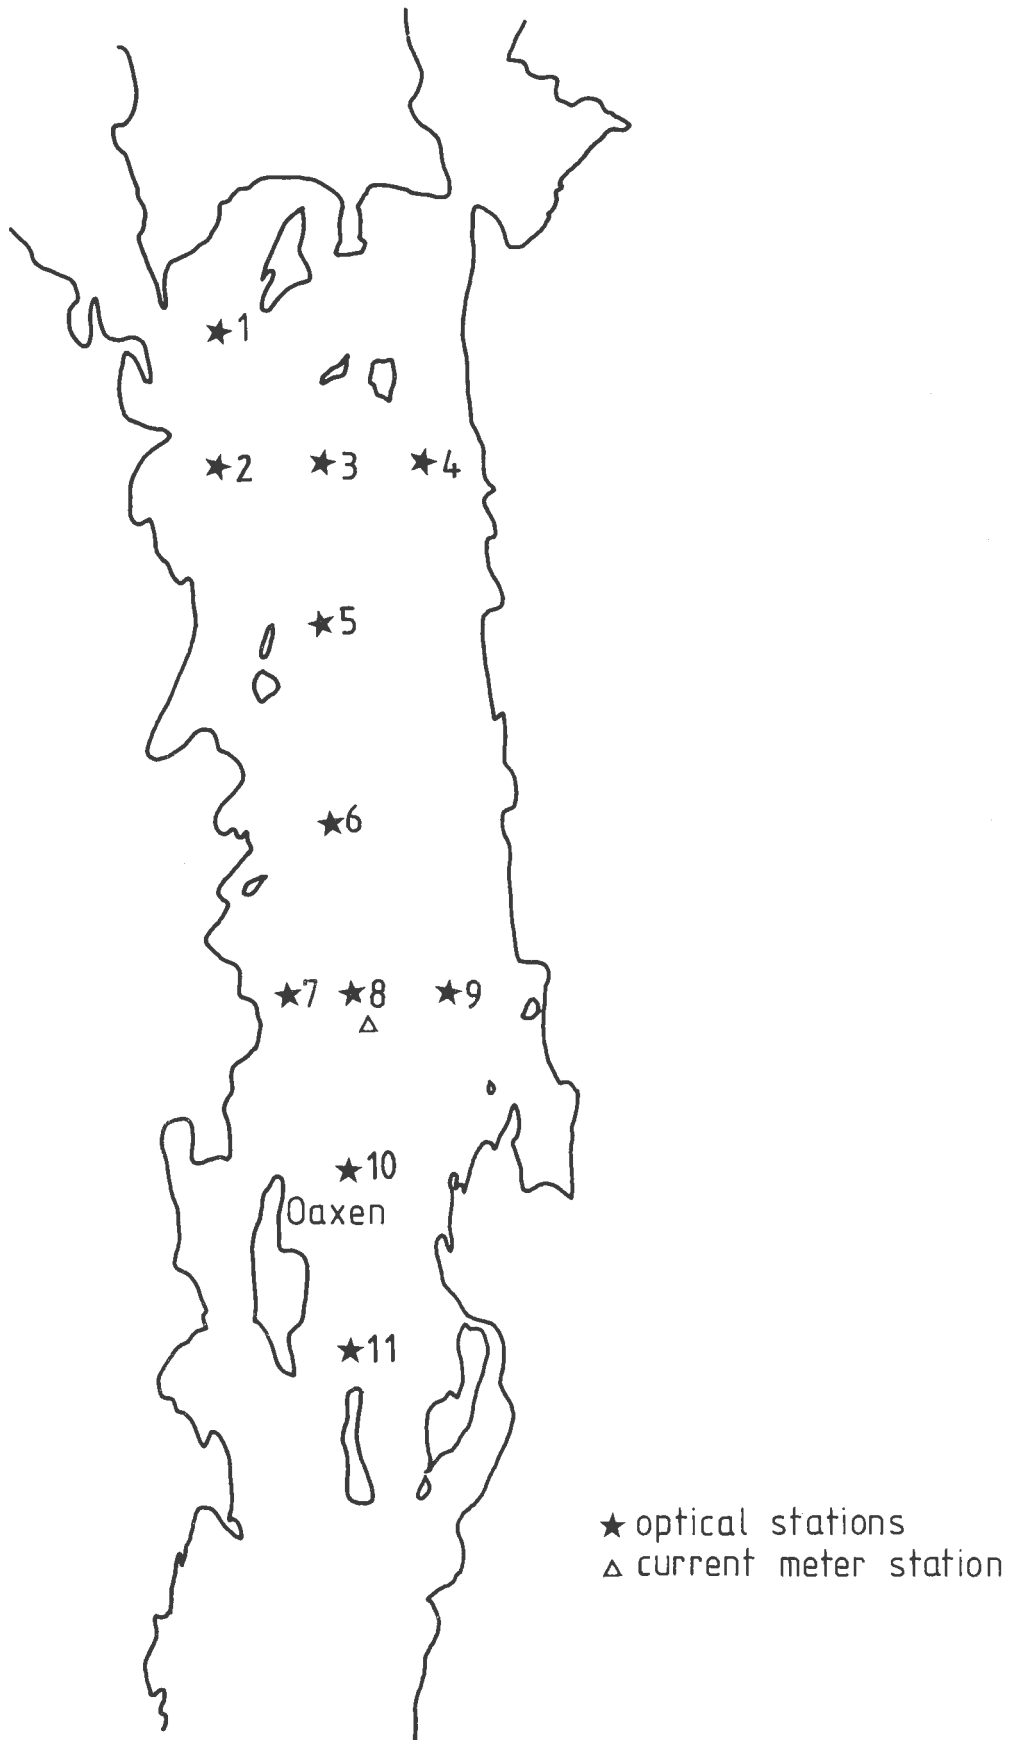 ★1
★2 ★3 ★4
★5
★6
★7 ★8 ★9
△
★10
Oaxen
★11
★ optical stations
△ current meter station